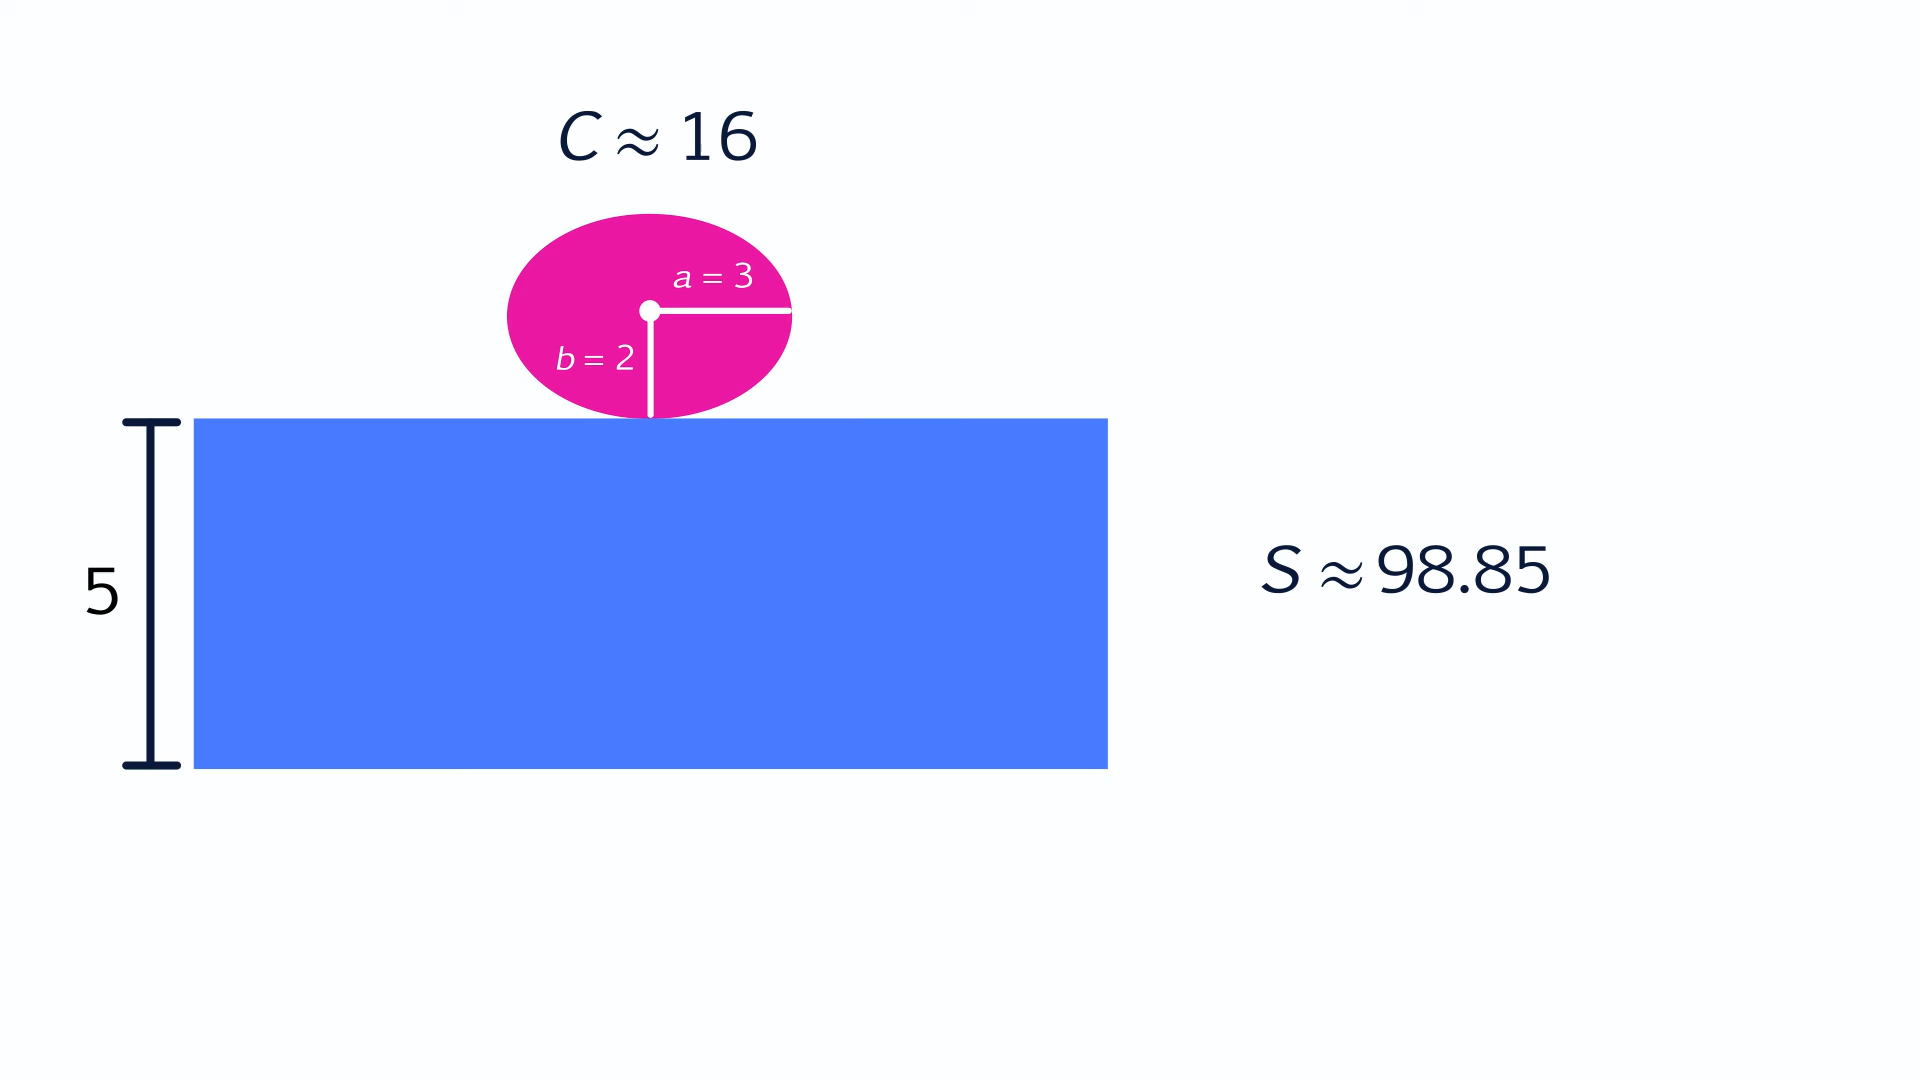 C ≈ 16
a = 3
b = 2
5
S ≈ 98.85